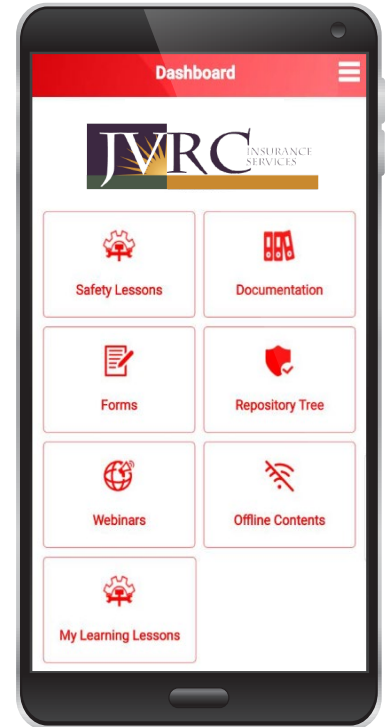 Dashboard
JVRC INSURANCE
SERVICES
Safety Lessons
Documentation
Forms
Repository Tree
Webinars
Offline Contents
My Learning Lessons